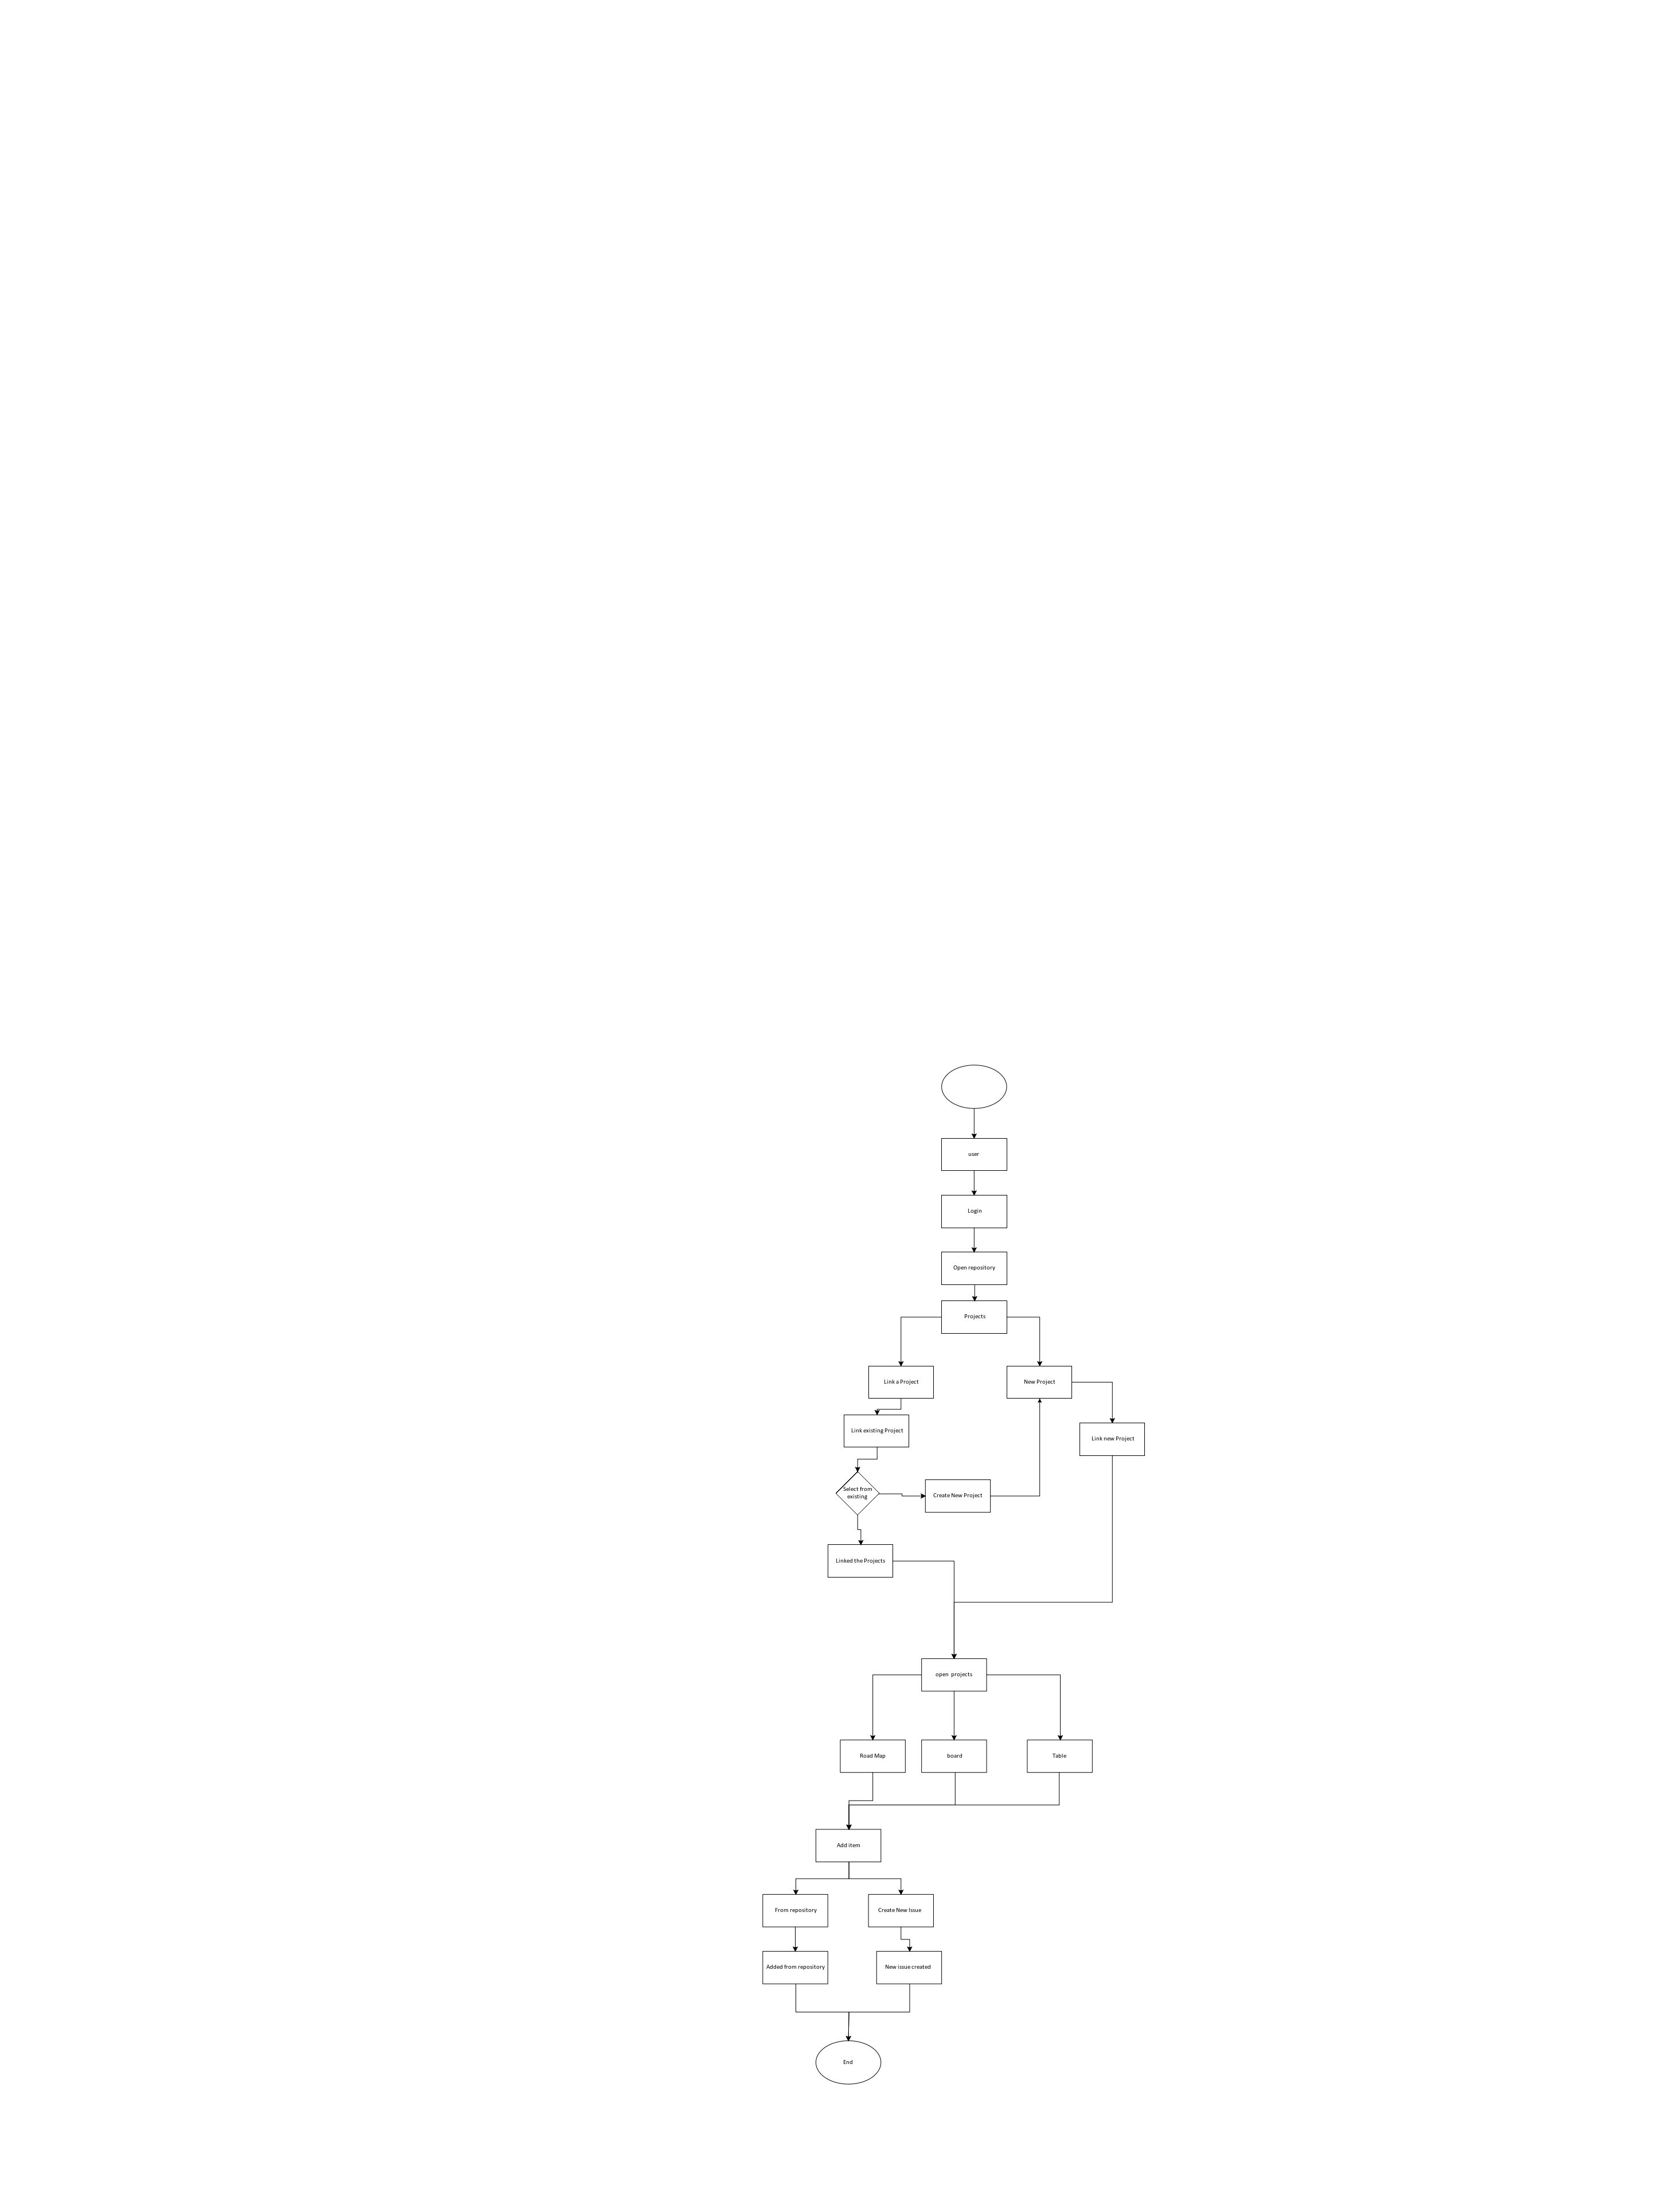 user
Login
Open repository
Projects
Link a Project
New Project
Link existing Project
Link new Project
Select from
existing
Create New Project
Linked the Projects
open projects
Road Map
board
Table
Add item
From repository
Create New Issue
Added from repository
New issue created
End